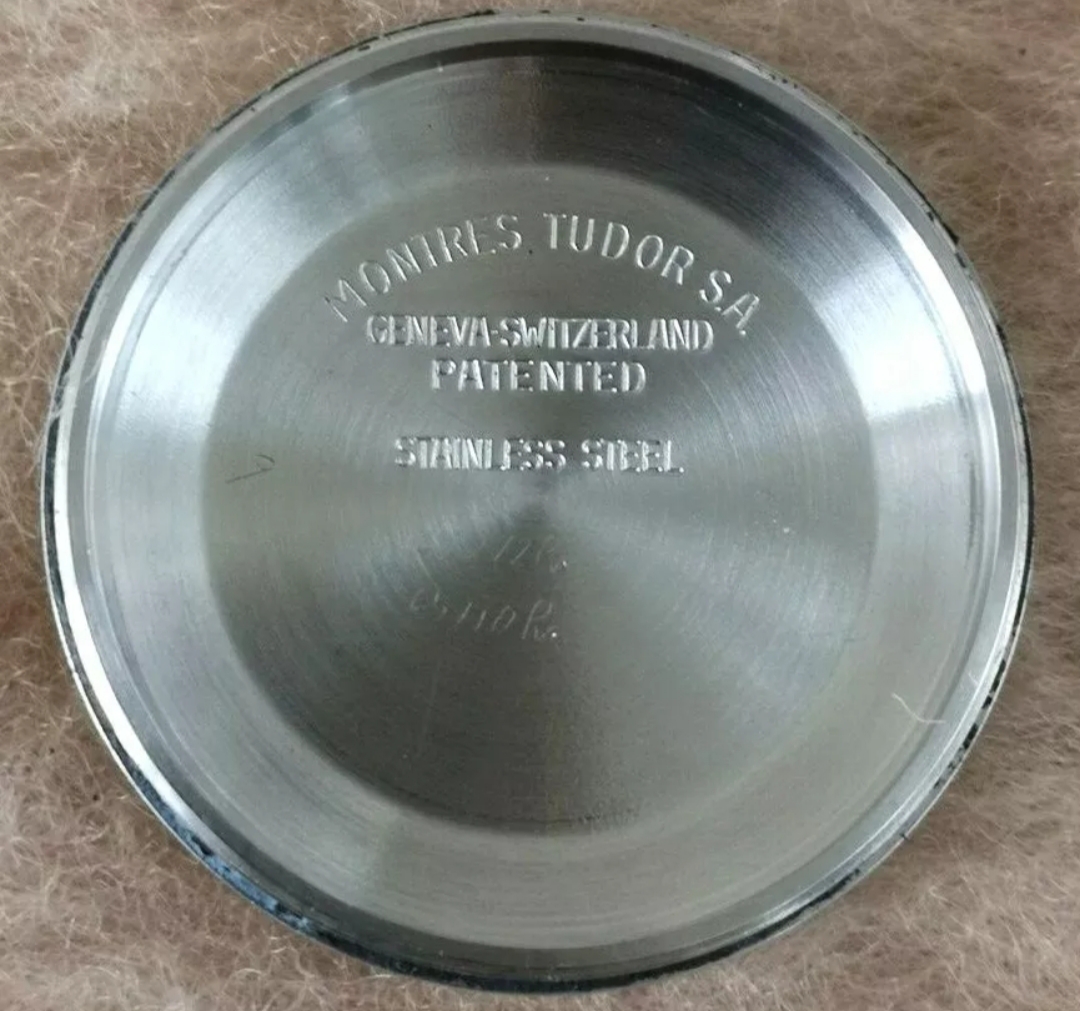 MONTRES TUDOR S.A.
GENEVA-SWITZERLAND
PATENTED
STAINLESS STEEL